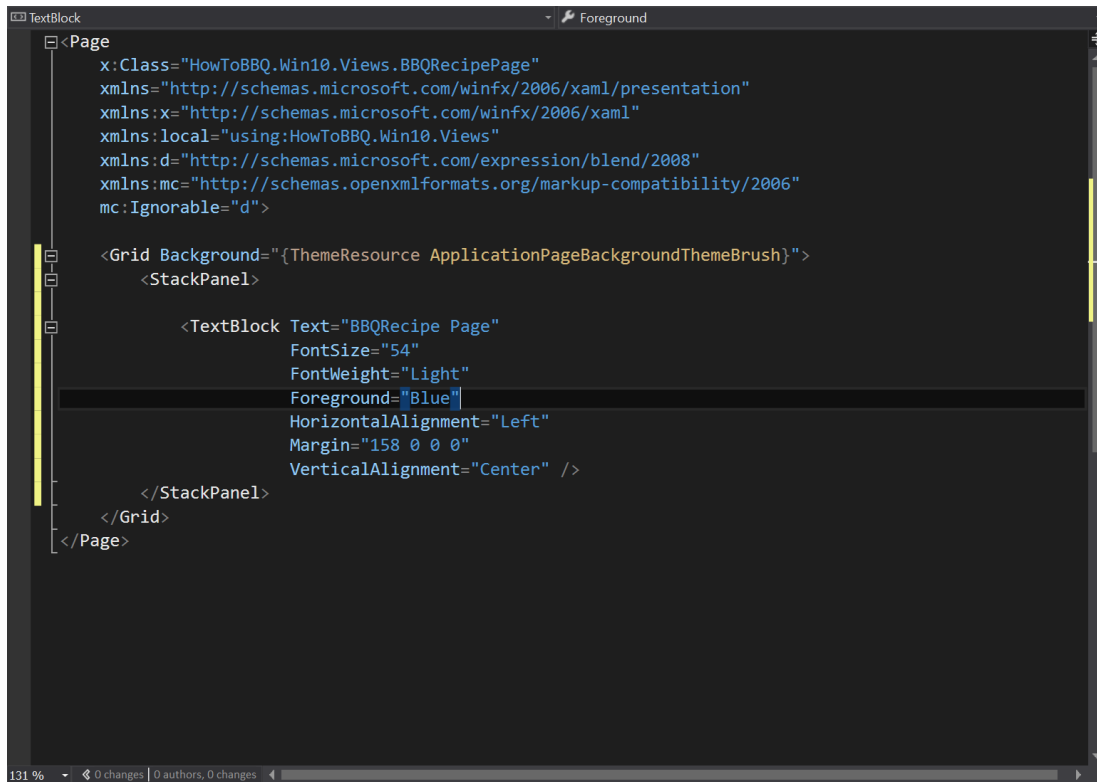 TextBlock Foreground
<Page
x:Class="HowToBBQ.Win10.Views.BBQRecipePage"
xmlns="http://schemas.microsoft.com/winfx/2006/xaml/presentation"
xmlns:x="http://schemas.microsoft.com/winfx/2006/xaml"
xmlns:local="using:HowToBBQ.Win10.Views"
xmlns:d="http://schemas.microsoft.com/expression/blend/2008"
xmlns:mc="http://schemas.openxmlformats.org/markup-compatibility/2006"
mc:Ignorable="d">
<Grid Background="{ThemeResource ApplicationPageBackgroundThemeBrush}">
<StackPanel>
<TextBlock Text="BBQRecipe Page"
FontSize="54"
FontWeight="Light"
Foreground="Blue"
HorizontalAlignment="Left"
Margin="158 0 0 0"
VerticalAlignment="Center" />
</StackPanel>
</Grid>
</Page>
131 % 0 changes | 0 authors, 0 changes